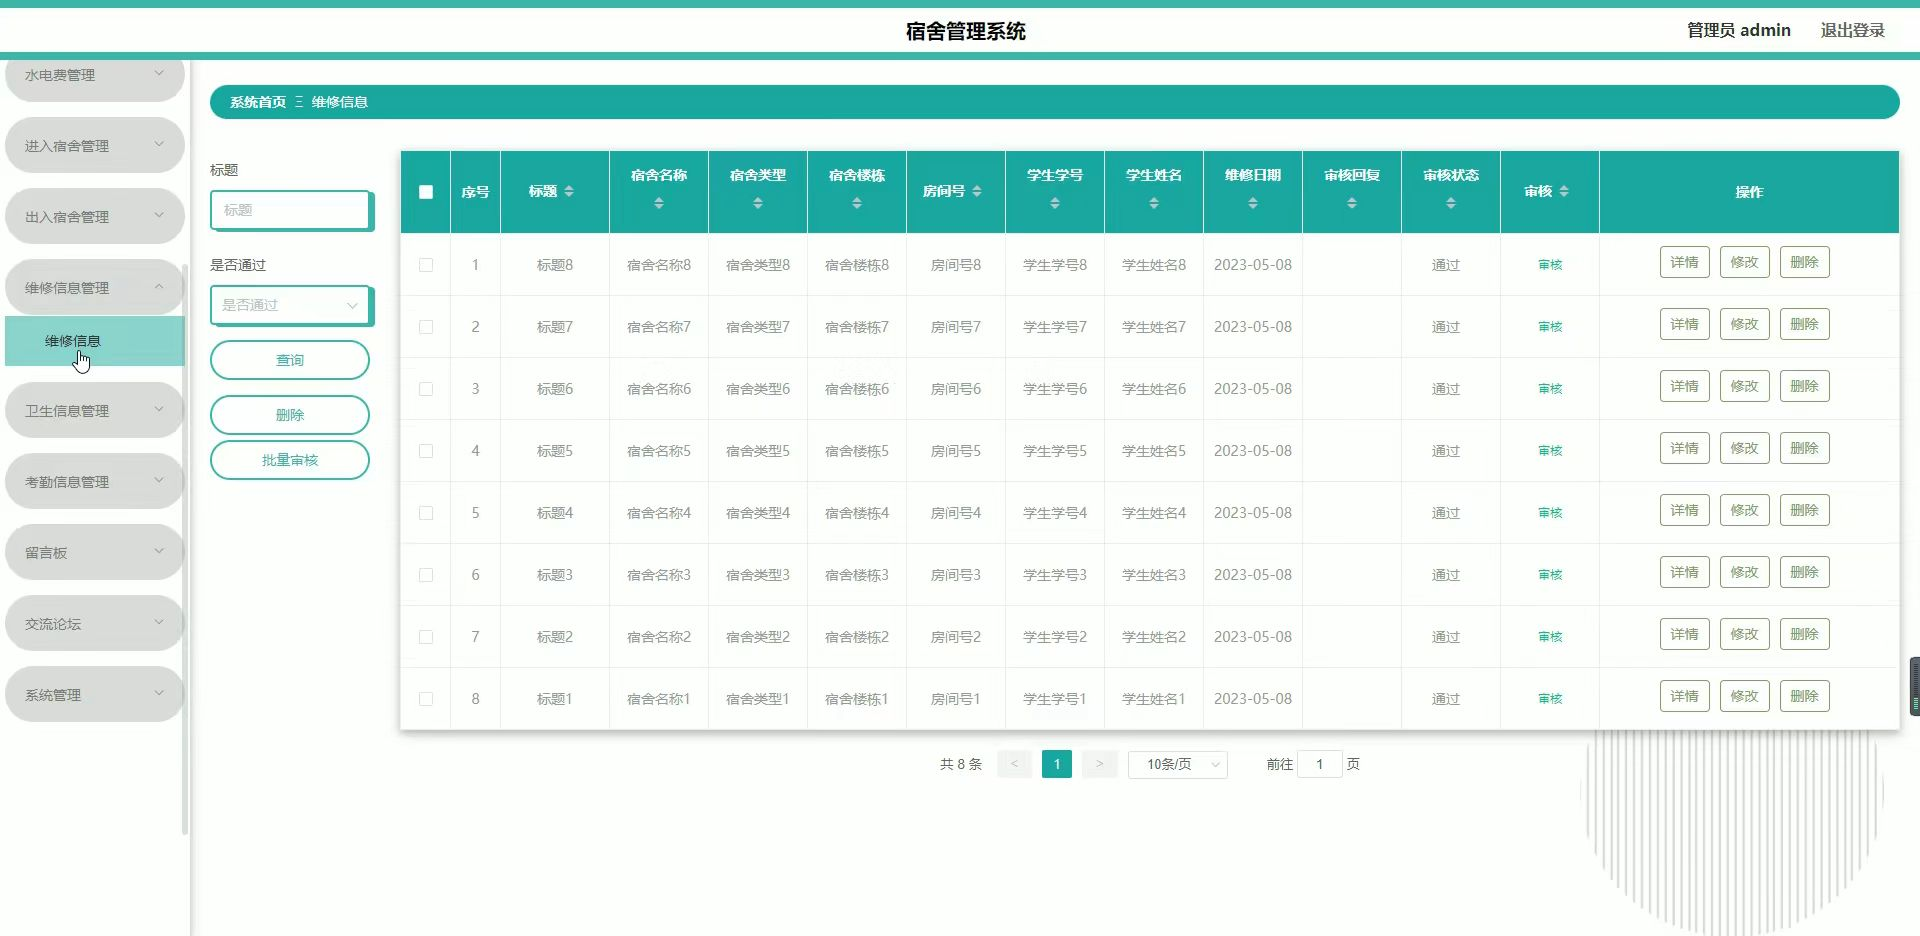 宿舍管理系统
管理员 admin 退出登录
水电费管理
进入宿舍管理
出入宿舍管理
维修信息管理
维修信息
卫生信息管理
考勤信息管理
留言板
交流论坛
系统管理
系统首页 Ξ 维修信息
标题
标题
是否通过
是否通过
查询
删除
批量审核
序号 标题 宿舍名称 宿舍类型 宿舍楼栋 房间号 学生学号 学生姓名 维修日期 审核回复 审核状态 审核 操作
1 标题8 宿舍名称8 宿舍类型8 宿舍楼栋8 房间号8 学生学号8 学生姓名8 2023-05-08 通过 审核 详情 修改 删除
2 标题7 宿舍名称7 宿舍类型7 宿舍楼栋7 房间号7 学生学号7 学生姓名7 2023-05-08 通过 审核 详情 修改 删除
3 标题6 宿舍名称6 宿舍类型6 宿舍楼栋6 房间号6 学生学号6 学生姓名6 2023-05-08 通过 审核 详情 修改 删除
4 标题5 宿舍名称5 宿舍类型5 宿舍楼栋5 房间号5 学生学号5 学生姓名5 2023-05-08 通过 审核 详情 修改 删除
5 标题4 宿舍名称4 宿舍类型4 宿舍楼栋4 房间号4 学生学号4 学生姓名4 2023-05-08 通过 审核 详情 修改 删除
6 标题3 宿舍名称3 宿舍类型3 宿舍楼栋3 房间号3 学生学号3 学生姓名3 2023-05-08 通过 审核 详情 修改 删除
7 标题2 宿舍名称2 宿舍类型2 宿舍楼栋2 房间号2 学生学号2 学生姓名2 2023-05-08 通过 审核 详情 修改 删除
8 标题1 宿舍名称1 宿舍类型1 宿舍楼栋1 房间号1 学生学号1 学生姓名1 2023-05-08 通过 审核 详情 修改 删除
共 8 条 < 1 > 10条/页 前往 1 页